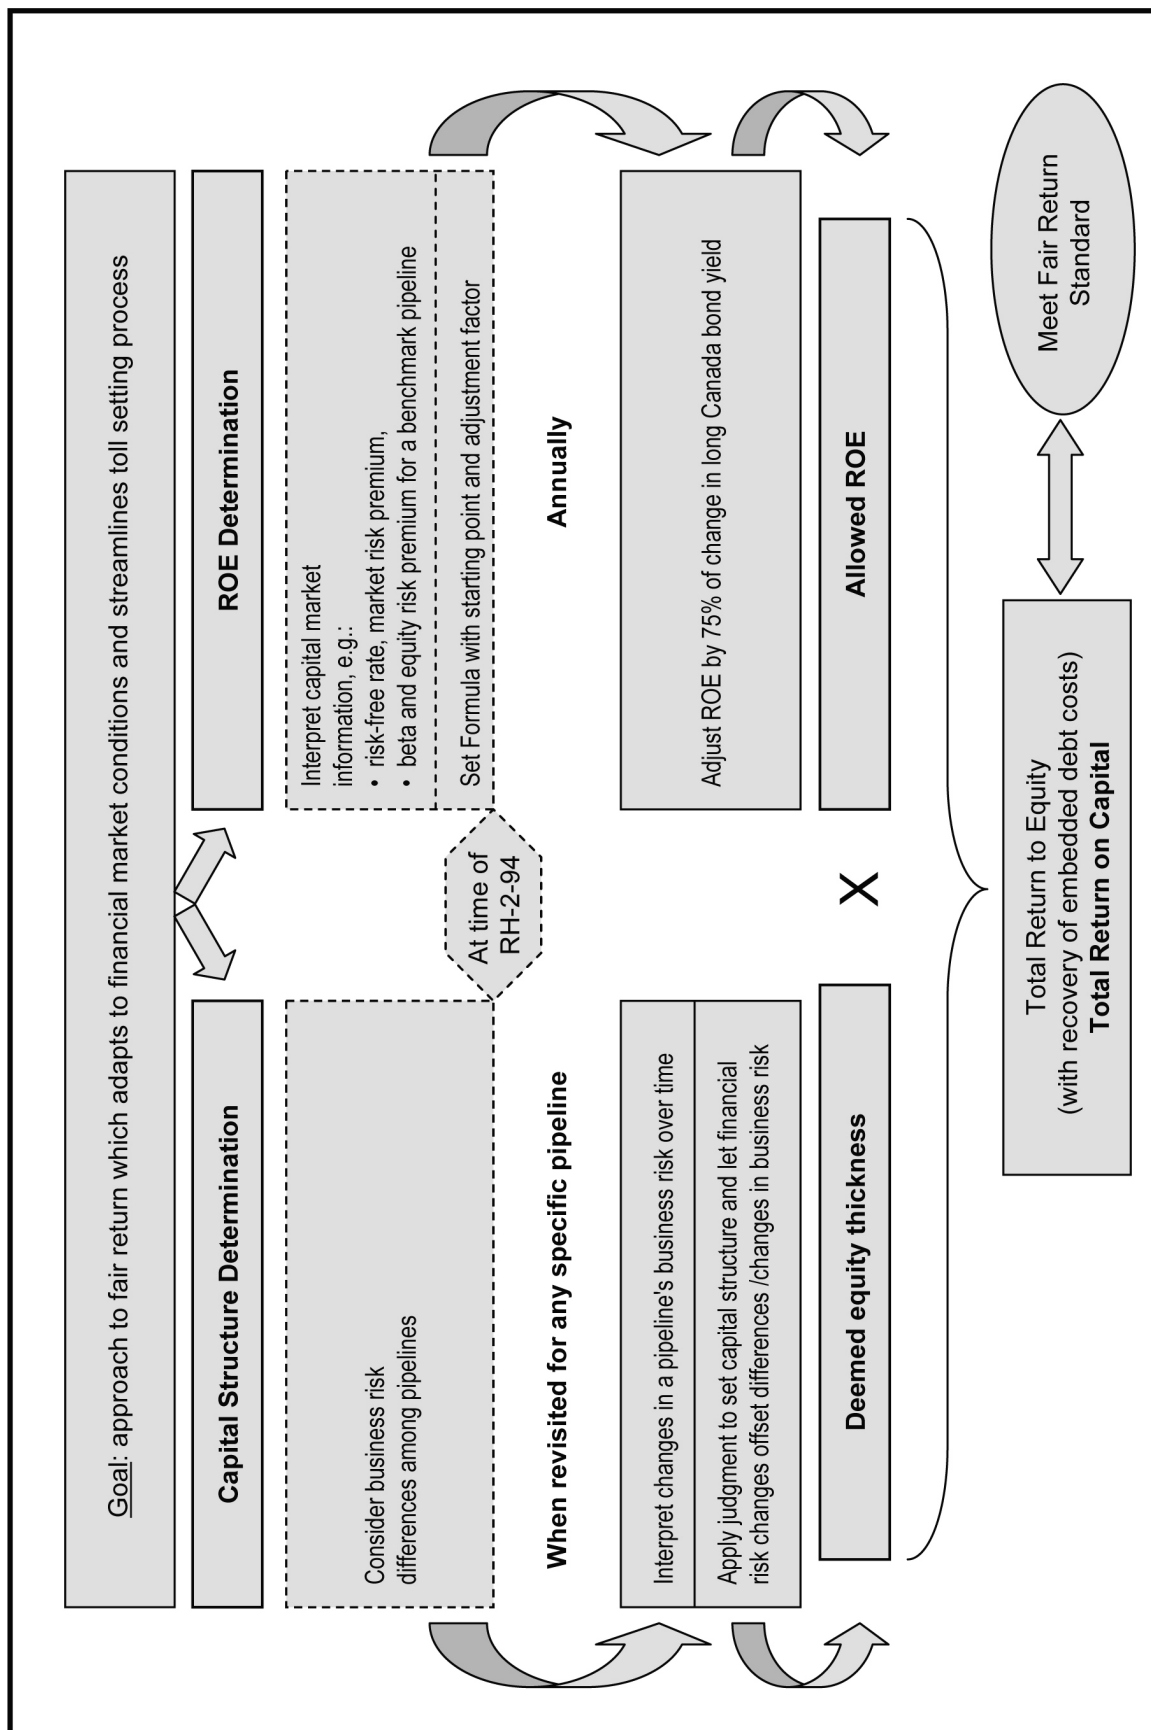 Goal: approach to fair return which adapts to financial market conditions and streamlines toll setting process
Capital Structure Determination
ROE Determination
Consider business risk
differences among pipelines
At time of
RH-2-94
Interpret capital market
information, e.g.:
• risk-free rate, market risk premium,
• beta and equity risk premium for a benchmark pipeline
Set Formula with starting point and adjustment factor
When revisited for any specific pipeline
Annually
Interpret changes in a pipeline's business risk over time
Apply judgment to set capital structure and let financial
risk changes offset differences /changes in business risk
Adjust ROE by 75% of change in long Canada bond yield
Deemed equity thickness
X
Allowed ROE
Total Return to Equity
(with recovery of embedded debt costs)
Total Return on Capital
Meet Fair Return
Standard